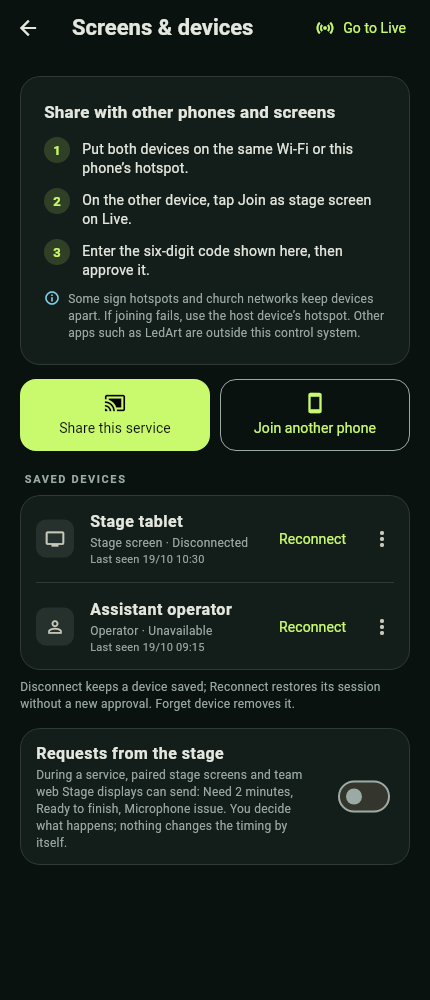 Screens & devices
Go to Live
Share with other phones and screens
1
Put both devices on the same Wi-Fi or this
phone’s hotspot.
2
On the other device, tap Join as stage screen
on Live.
3
Enter the six-digit code shown here, then
approve it.
Some sign hotspots and church networks keep devices
apart. If joining fails, use the host device’s hotspot. Other
apps such as LedArt are outside this control system.
Share this service
Join another phone
SAVED DEVICES
Stage tablet
Stage screen · Disconnected
Last seen 19/10 10:30
Reconnect
Assistant operator
Operator · Unavailable
Last seen 19/10 09:15
Reconnect
Disconnect keeps a device saved; Reconnect restores its session
without a new approval. Forget device removes it.
Requests from the stage
During a service, paired stage screens and team
web Stage displays can send: Need 2 minutes,
Ready to finish, Microphone issue. You decide
what happens; nothing changes the timing by
itself.